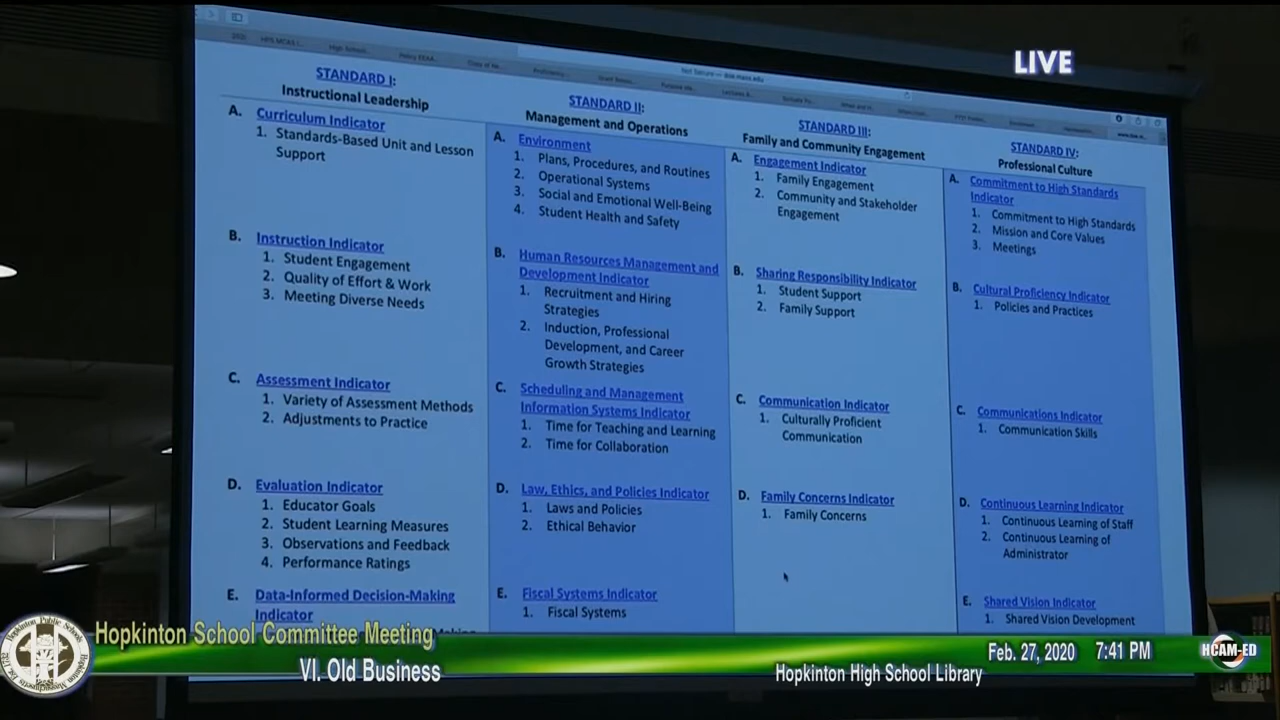 LIVE
Not Secure — doe.mass.edu
STANDARD I:
Instructional Leadership
A. Curriculum Indicator
1. Standards-Based Unit and Lesson
Support
B. Instruction Indicator
1. Student Engagement
2. Quality of Effort & Work
3. Meeting Diverse Needs
C. Assessment Indicator
1. Variety of Assessment Methods
2. Adjustments to Practice
D. Evaluation Indicator
1. Educator Goals
2. Student Learning Measures
3. Observations and Feedback
4. Performance Ratings
E. Data-Informed Decision-Making
Indicator
STANDARD II:
Management and Operations
A. Environment
1. Plans, Procedures, and Routines
2. Operational Systems
3. Social and Emotional Well-Being
4. Student Health and Safety
B. Human Resources Management and
Development Indicator
1. Recruitment and Hiring
Strategies
2. Induction, Professional
Development, and Career
Growth Strategies
C. Scheduling and Management
Information Systems Indicator
1. Time for Teaching and Learning
2. Time for Collaboration
D. Law, Ethics, and Policies Indicator
1. Laws and Policies
2. Ethical Behavior
E. Fiscal Systems Indicator
1. Fiscal Systems
STANDARD III:
Family and Community Engagement
A. Engagement Indicator
1. Family Engagement
2. Community and Stakeholder
Engagement
B. Sharing Responsibility Indicator
1. Student Support
2. Family Support
C. Communication Indicator
1. Culturally Proficient
Communication
D. Family Concerns Indicator
1. Family Concerns
STANDARD IV:
Professional Culture
A. Commitment to High Standards
Indicator
1. Commitment to High Standards
2. Mission and Core Values
3. Meetings
B. Cultural Proficiency Indicator
1. Policies and Practices
C. Communications Indicator
1. Communication Skills
D. Continuous Learning Indicator
1. Continuous Learning of Staff
2. Continuous Learning of
Administrator
E. Shared Vision Indicator
1. Shared Vision Development
Hopkinton School Committee Meeting
VI. Old Business
Feb. 27, 2020 7:41 PM
Hopkinton High School Library
HCAM-ED
Hopkinton Public Schools